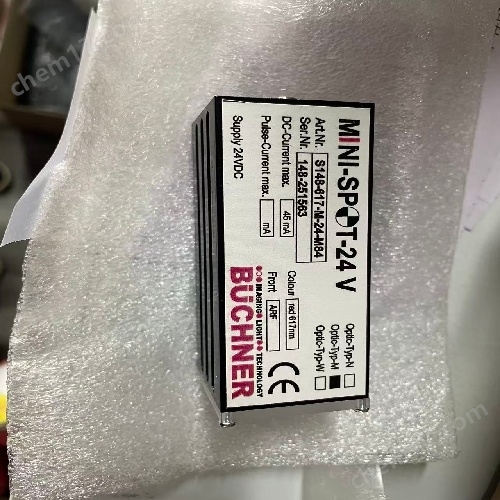 MINI-SPOT-24 V
Art.Nr. S148-617-M-24-M84
Ser.Nr. 148-251563
DC-Current max. 45 mA
Pulse-Current max. mA
Supply 24VDC
Optic-Typ-N
Optic-Typ-M
Optic-Typ-W
Colour red 617nm
Front ARF
CE
IMAGING LIGHT TECHNOLOGY
BÜCHNER